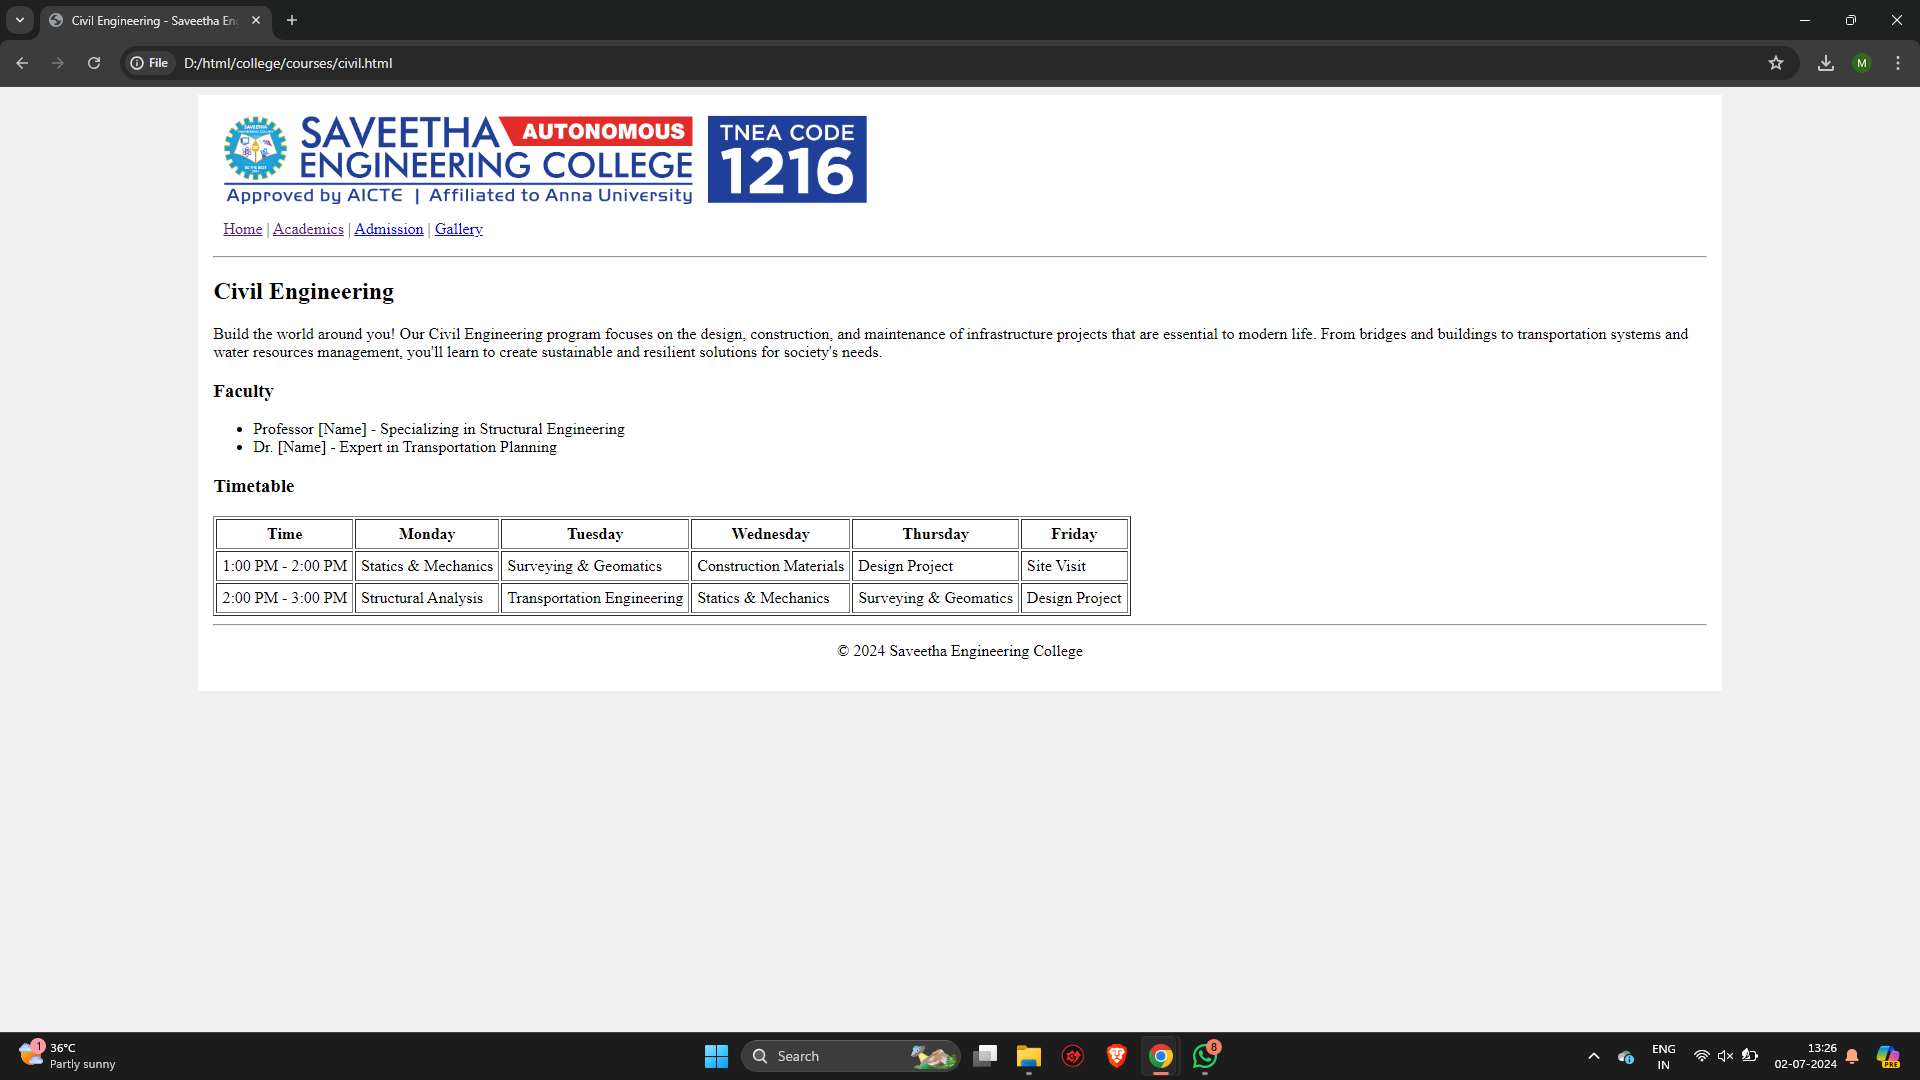 Civil Engineering - Saveetha En
File
D:/html/college/courses/civil.html
M
SAVEETHA AUTONOMOUS
ENGINEERING COLLEGE
Approved by AICTE | Affiliated to Anna University
TNEA CODE
1216
Home | Academics | Admission | Gallery
Civil Engineering
Build the world around you! Our Civil Engineering program focuses on the design, construction, and maintenance of infrastructure projects that are essential to modern life. From bridges and buildings to transportation systems and
water resources management, you'll learn to create sustainable and resilient solutions for society's needs.
Faculty
• Professor [Name] - Specializing in Structural Engineering
• Dr. [Name] - Expert in Transportation Planning
Timetable
Time Monday Tuesday Wednesday Thursday Friday
1:00 PM - 2:00 PM Statics & Mechanics Surveying & Geomatics Construction Materials Design Project Site Visit
2:00 PM - 3:00 PM Structural Analysis Transportation Engineering Statics & Mechanics Surveying & Geomatics Design Project
© 2024 Saveetha Engineering College
1
36°C
Partly sunny
Search
8
ENG
IN
13:26
02-07-2024
PRE